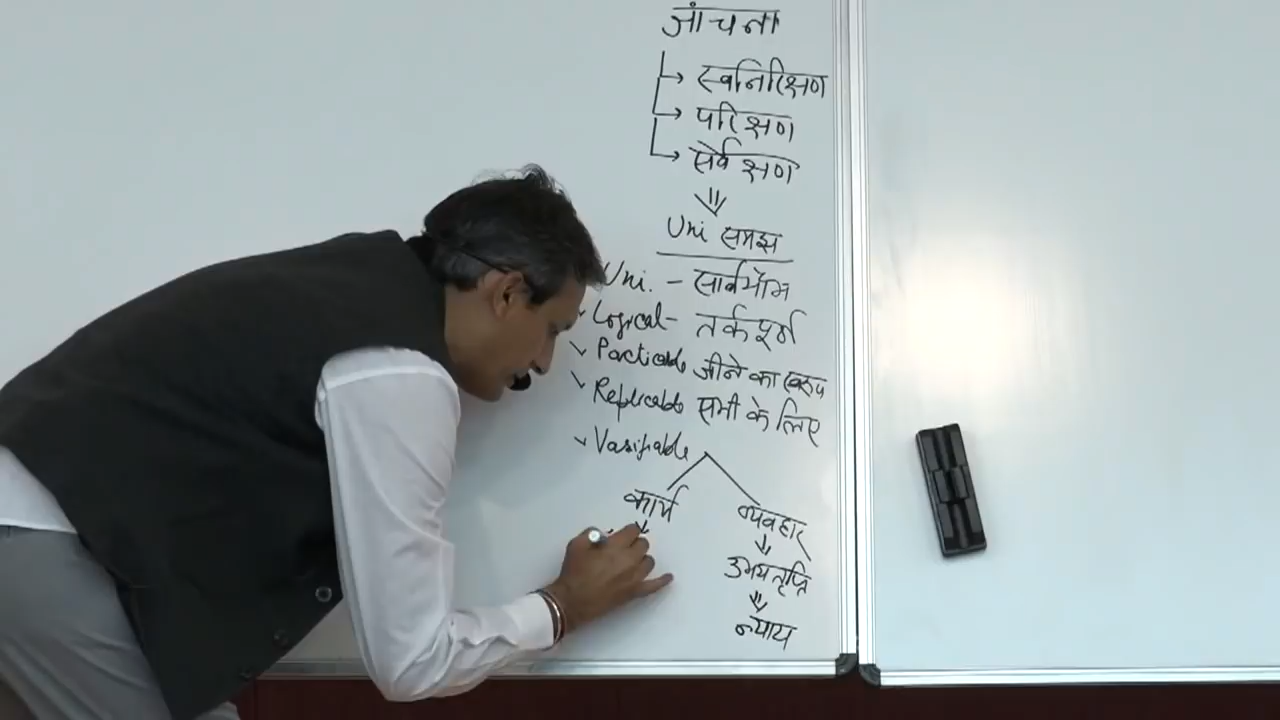 जांचना
→ स्वनिरिक्षण
→ परिक्षण
→ सर्वेक्षण
Uni समझ
Uni. - सार्वभौम
Logical - तर्कपूर्ण
Practicable जीने का स्वरुप
Replicable सभी के लिए
Varifiable
कार्य व्यवहार
उभयतृप्ति
न्याय